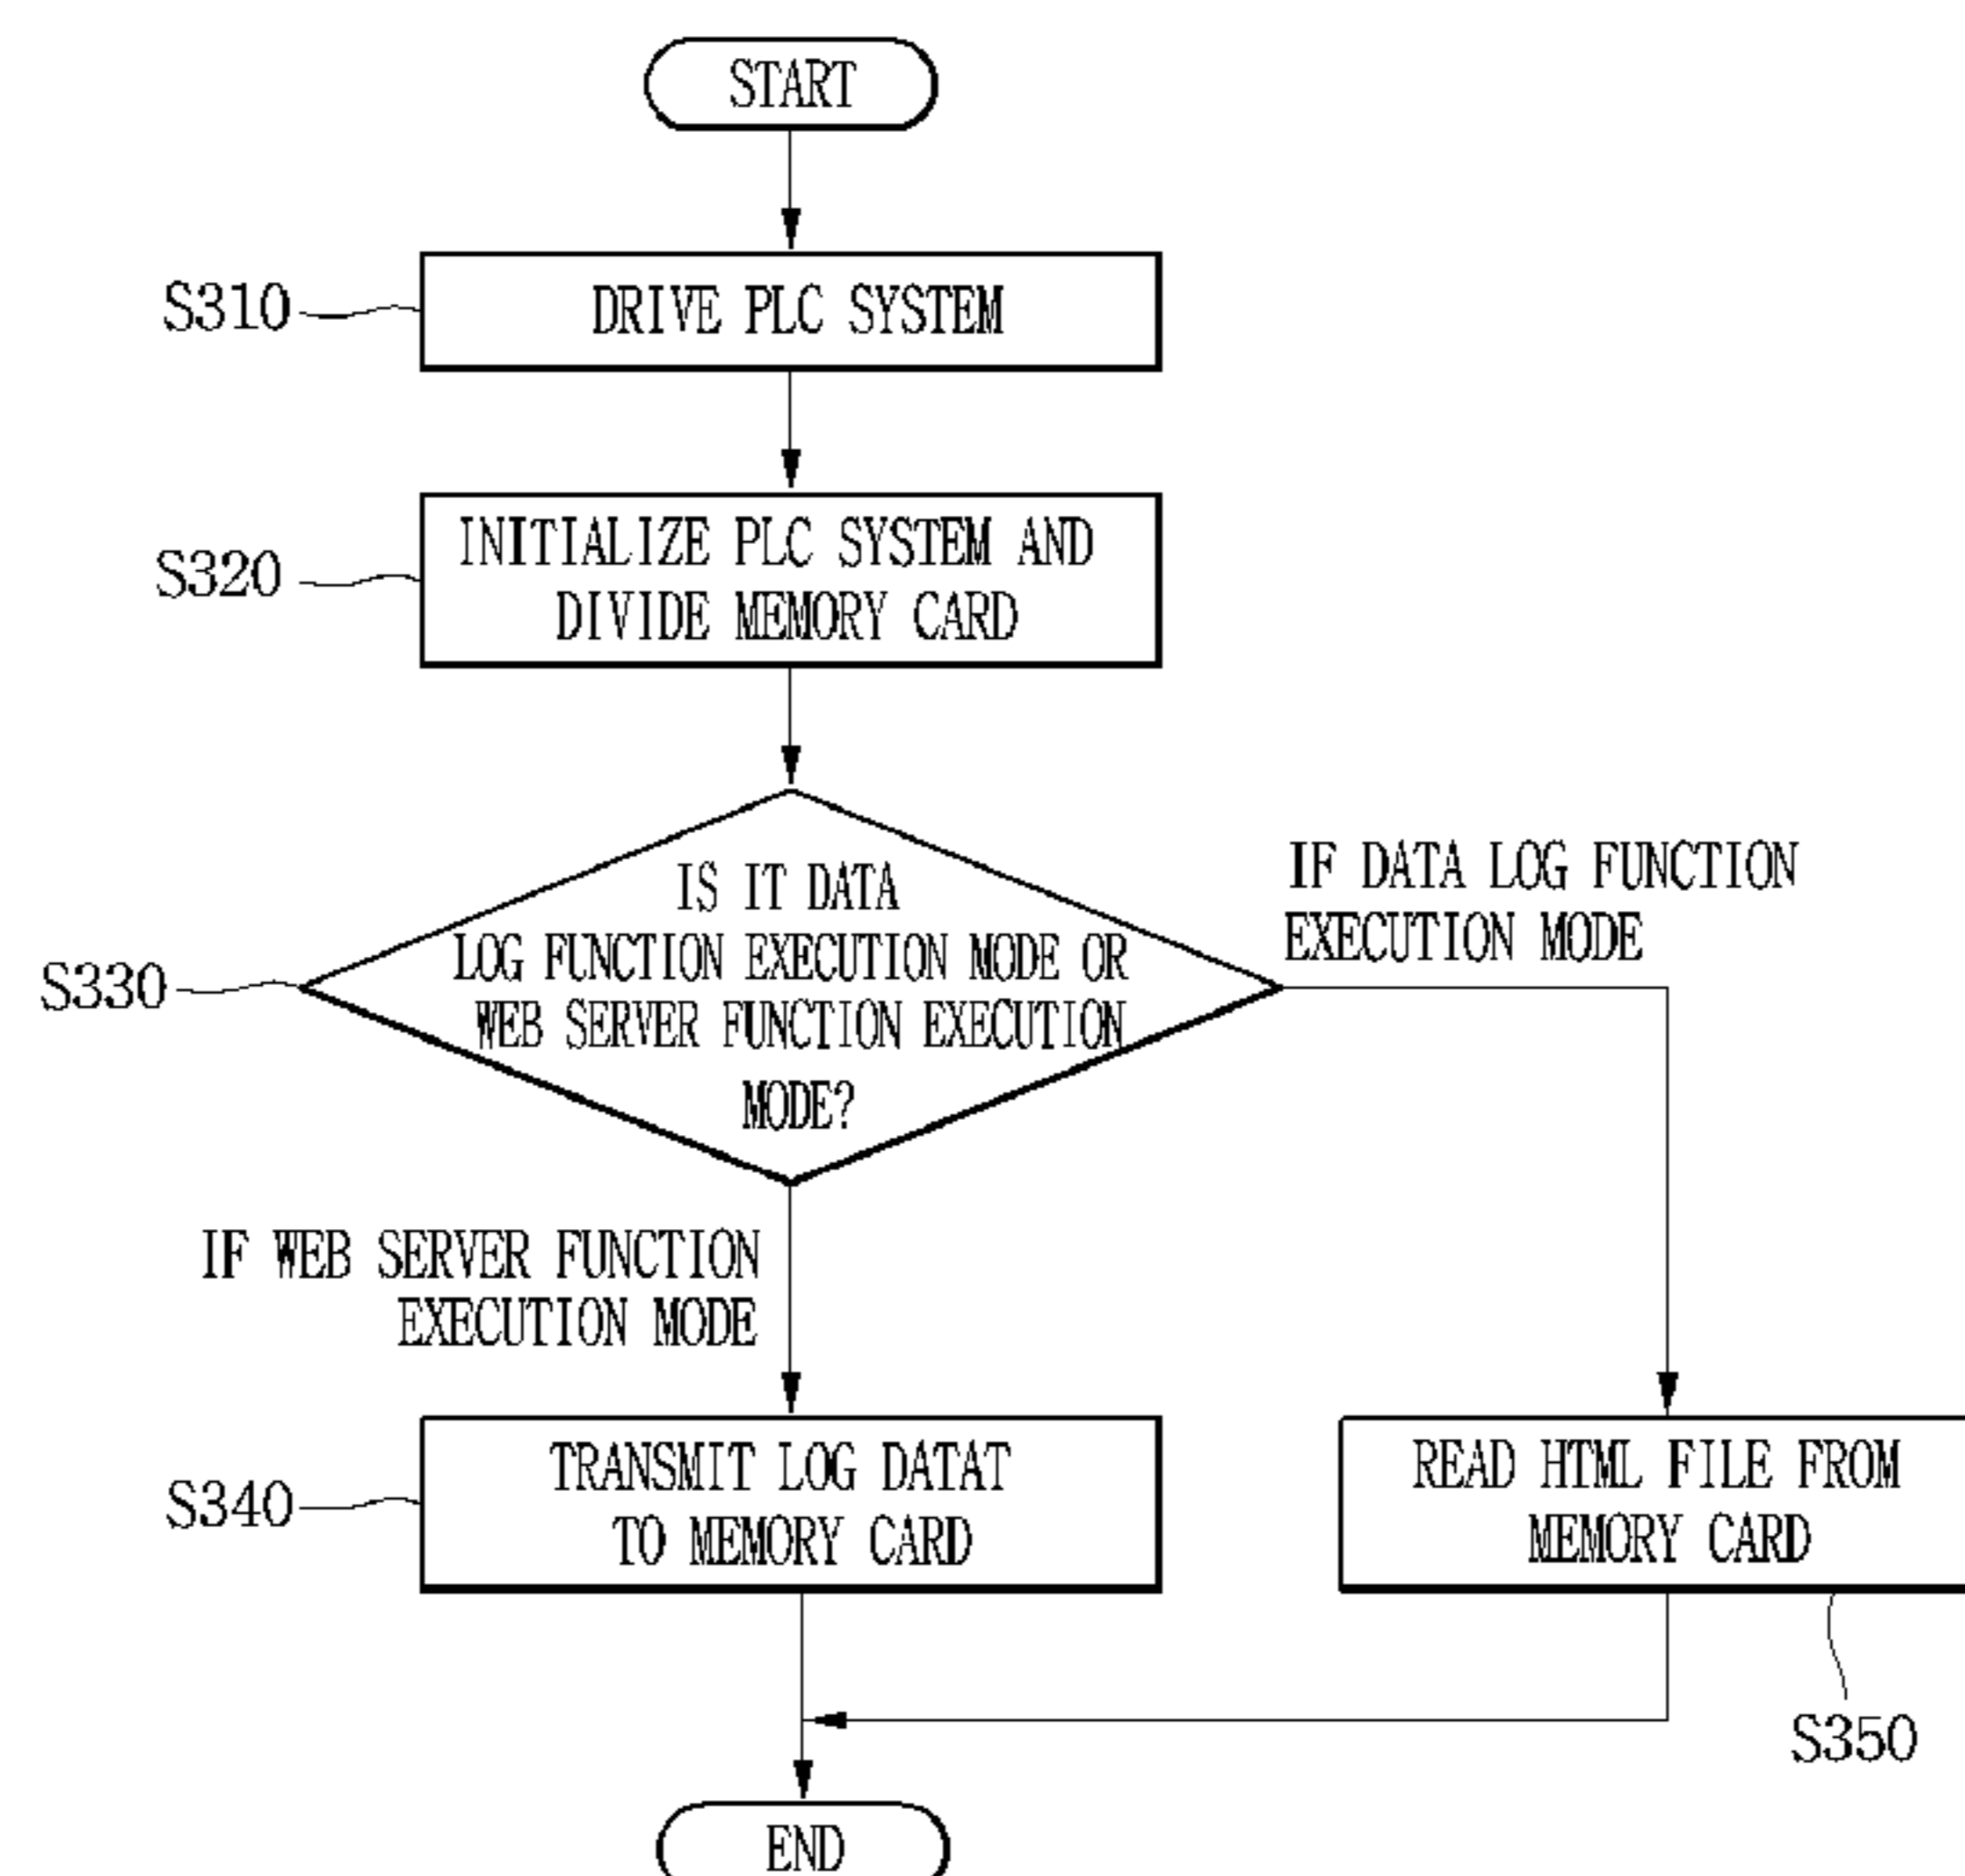 START
S310
DRIVE PLC SYSTEM
S320
INITIALIZE PLC SYSTEM AND
DIVIDE MEMORY CARD
S330
IS IT DATA
LOG FUNCTION EXECUTION MODE OR
WEB SERVER FUNCTION EXECUTION
MODE?
IF DATA LOG FUNCTION
EXECUTION MODE
IF WEB SERVER FUNCTION
EXECUTION MODE
S340
TRANSMIT LOG DATAT
TO MEMORY CARD
READ HTML FILE FROM
MEMORY CARD
S350
END